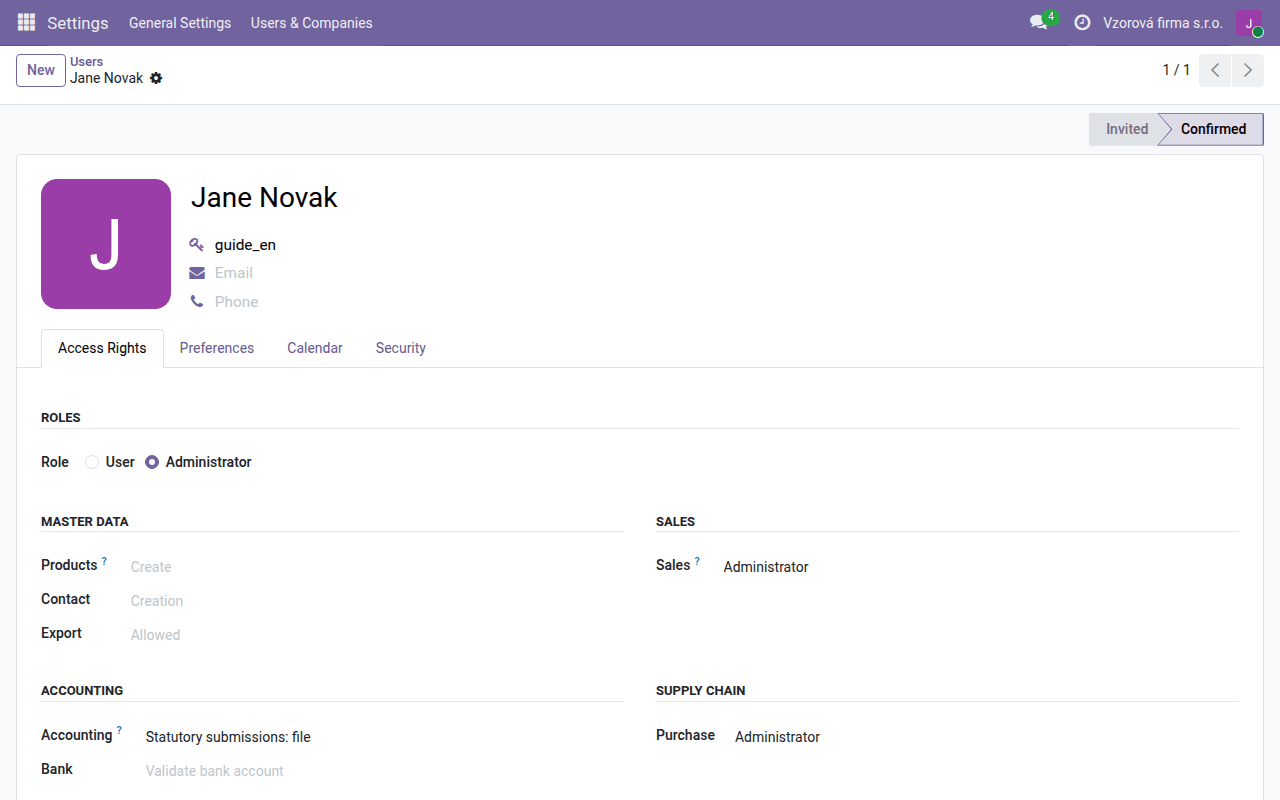 Settings General Settings Users & Companies 4 Vzorová firma s.r.o. J
New Users
Jane Novak 1 / 1
Invited Confirmed
J Jane Novak
guide_en
Email
Phone
Access Rights Preferences Calendar Security
ROLES
Role User Administrator
MASTER DATA SALES
Products ? Create Sales ? Administrator
Contact Creation
Export Allowed
ACCOUNTING SUPPLY CHAIN
Accounting ? Statutory submissions: file Purchase Administrator
Bank Validate bank account